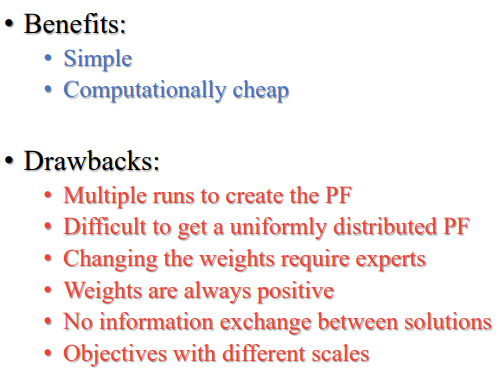 • Benefits:
• Simple
• Computationally cheap
• Drawbacks:
• Multiple runs to create the PF
• Difficult to get a uniformly distributed PF
• Changing the weights require experts
• Weights are always positive
• No information exchange between solutions
• Objectives with different scales